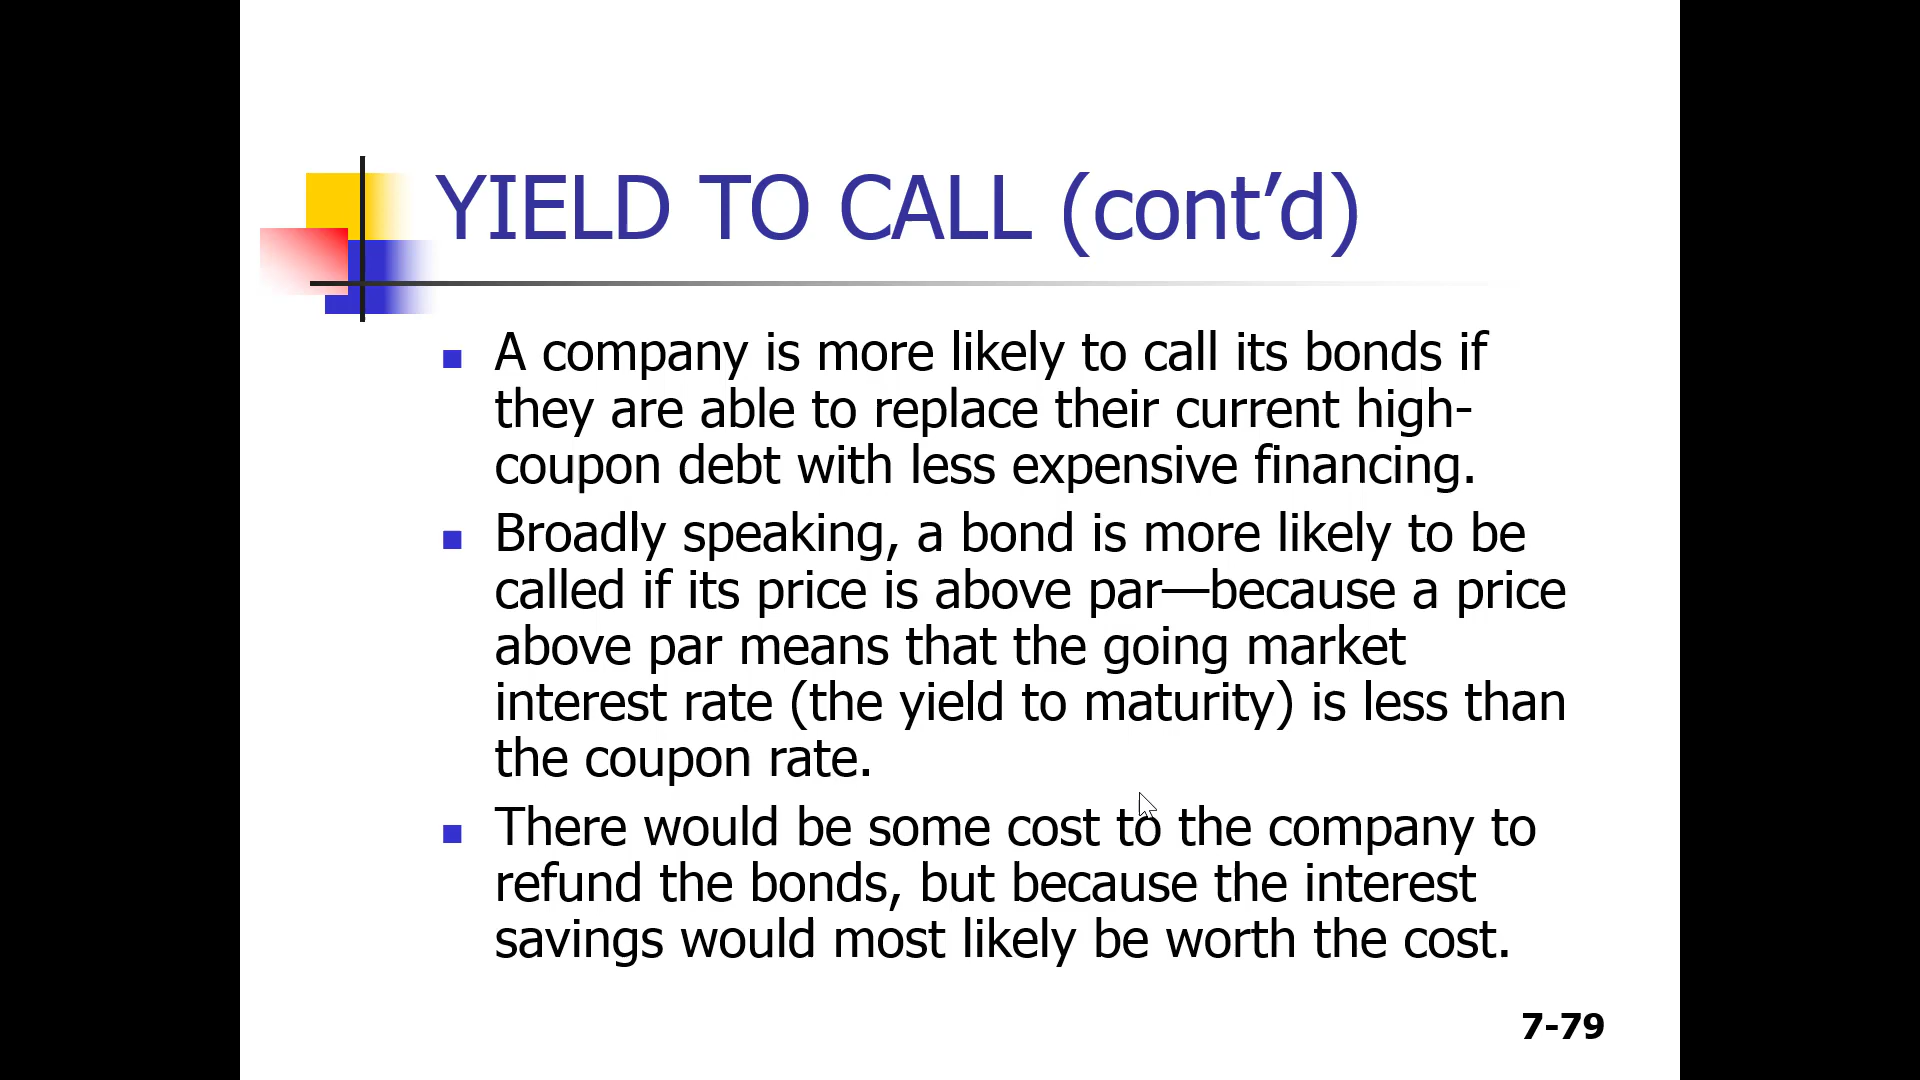 YIELD TO CALL (cont’d)
A company is more likely to call its bonds if
they are able to replace their current high-
coupon debt with less expensive financing.
Broadly speaking, a bond is more likely to be
called if its price is above par—because a price
above par means that the going market
interest rate (the yield to maturity) is less than
the coupon rate.
There would be some cost to the company to
refund the bonds, but because the interest
savings would most likely be worth the cost.
7-79